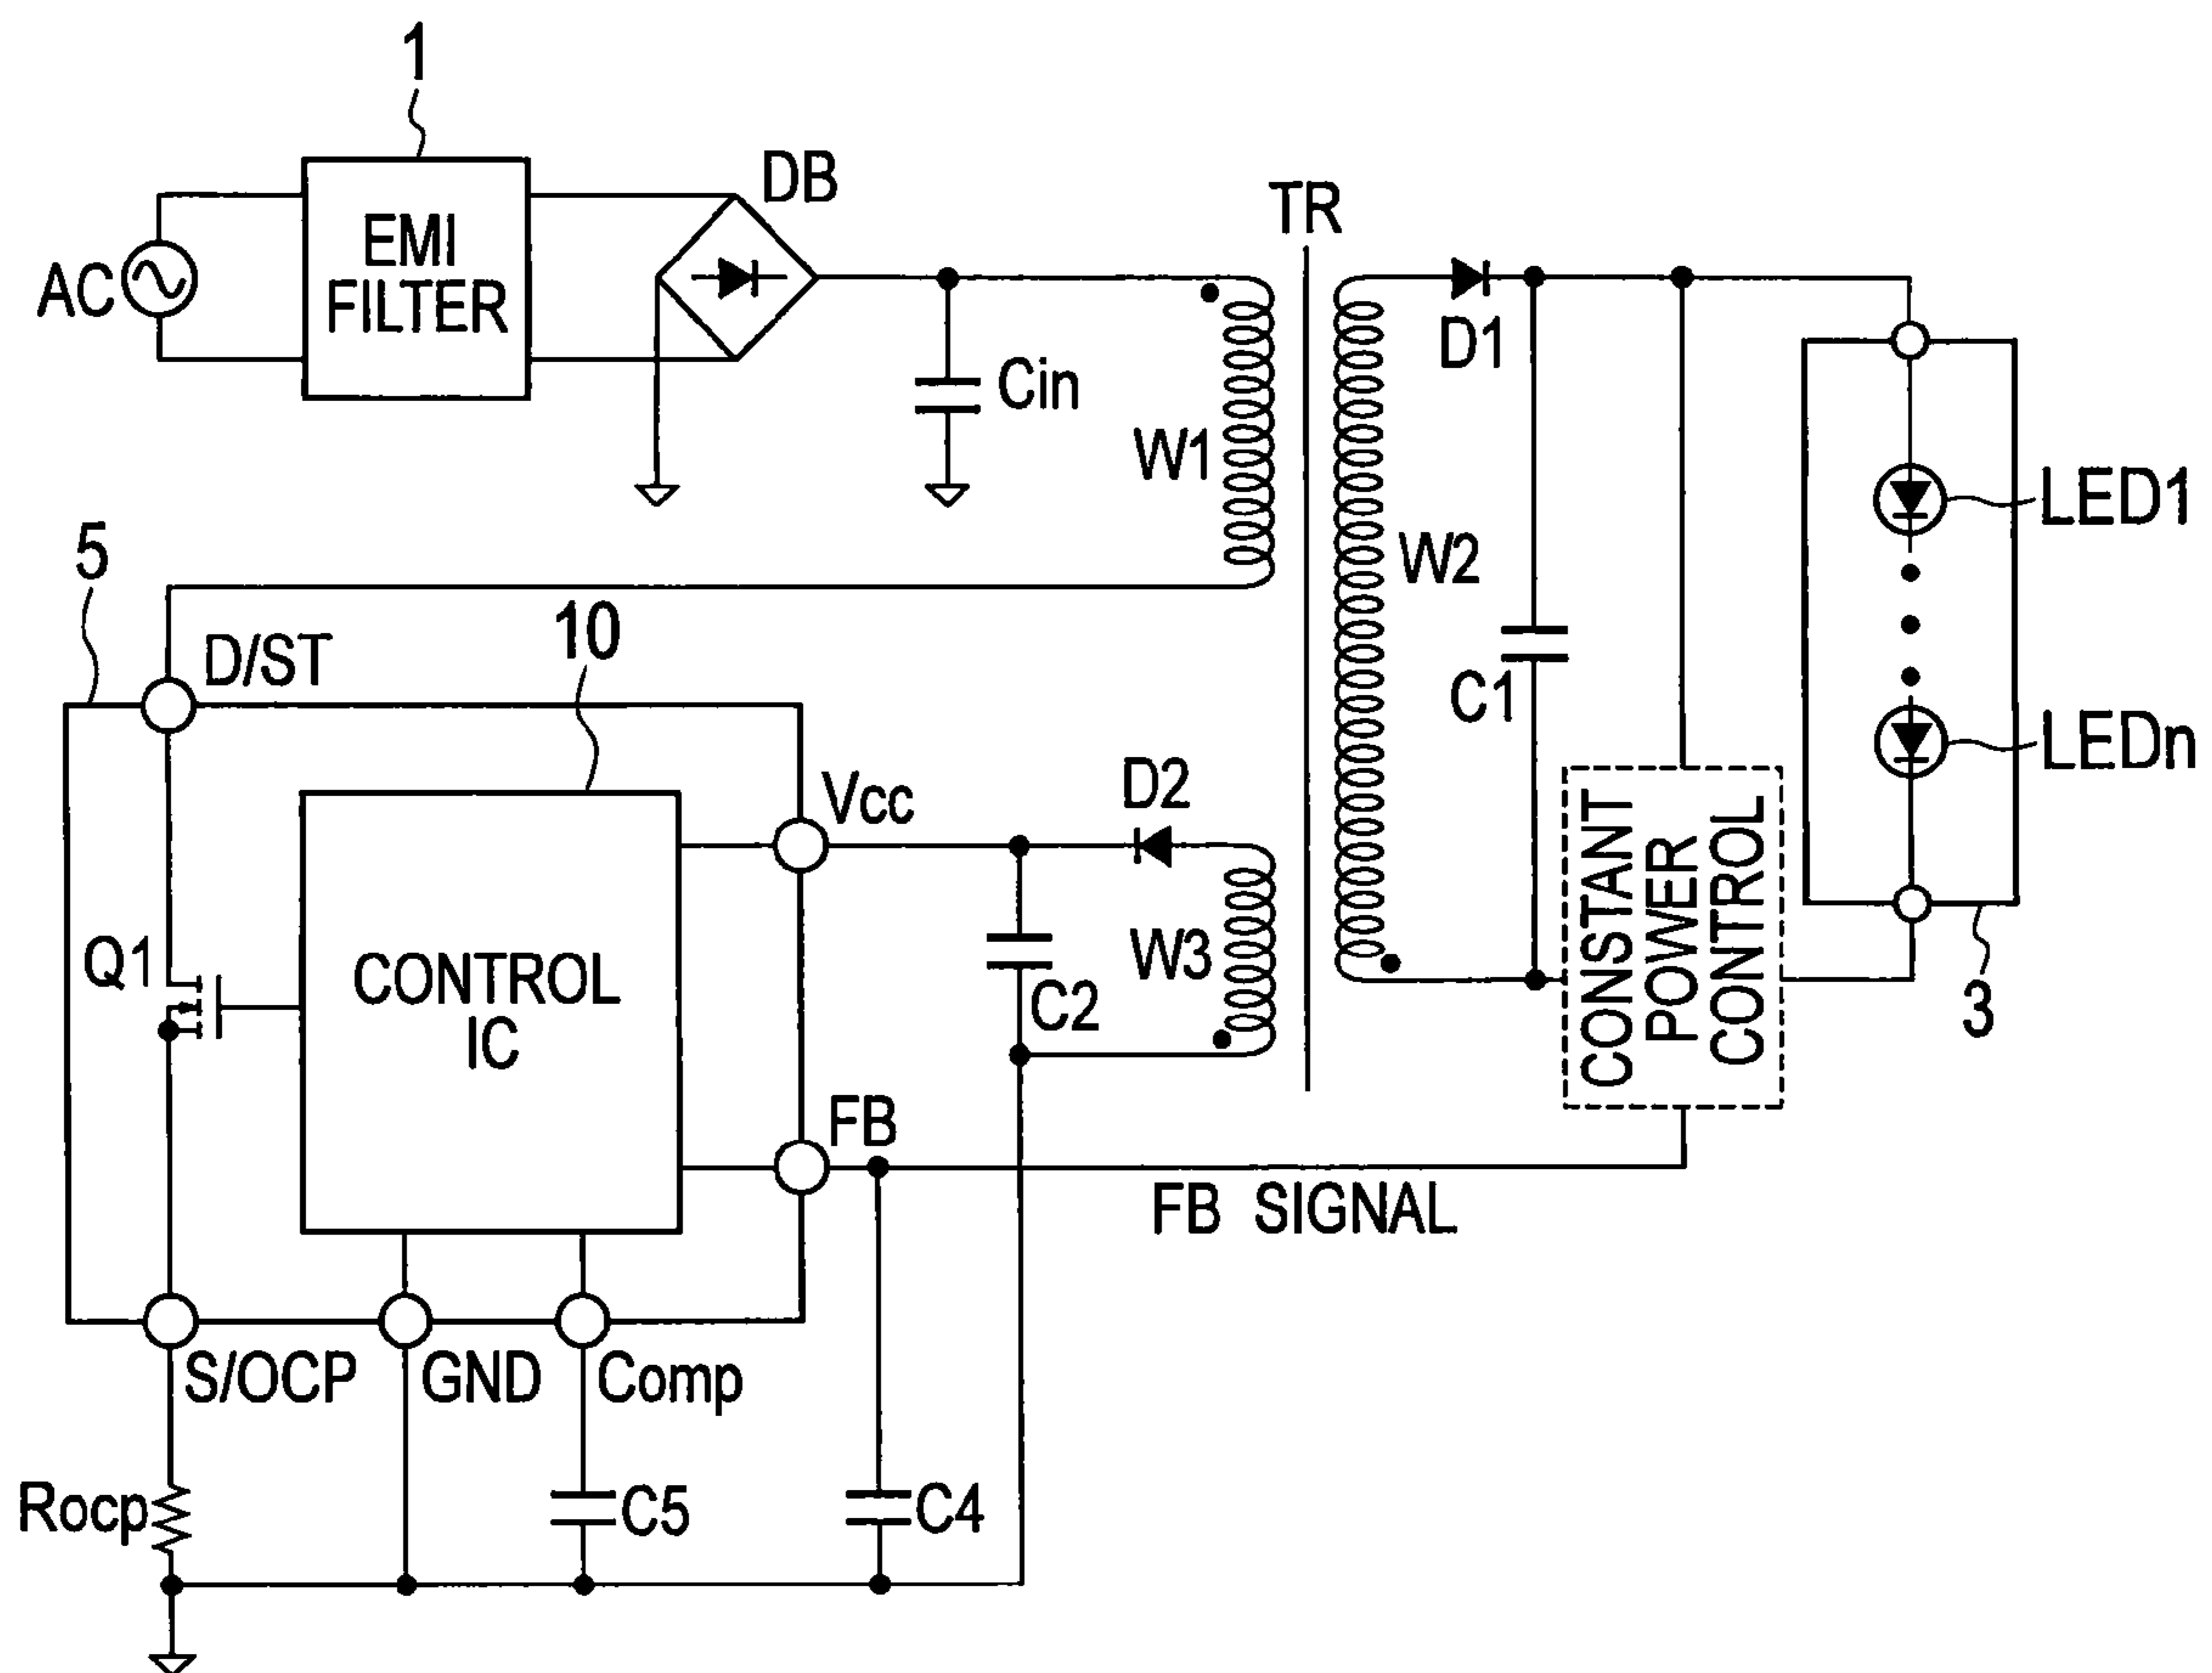 1
DB
TR
EMI
FILTER
AC
D1
Cin
W1
LED1
5
W2
10
D/ST
C1
LEDn
D2
Vcc
CONSTANT
POWER
CONTROL
Q1
CONTROL
IC
W3
C2
3
FB
FB SIGNAL
S/OCP
GND
Comp
Rocp
C5
C4